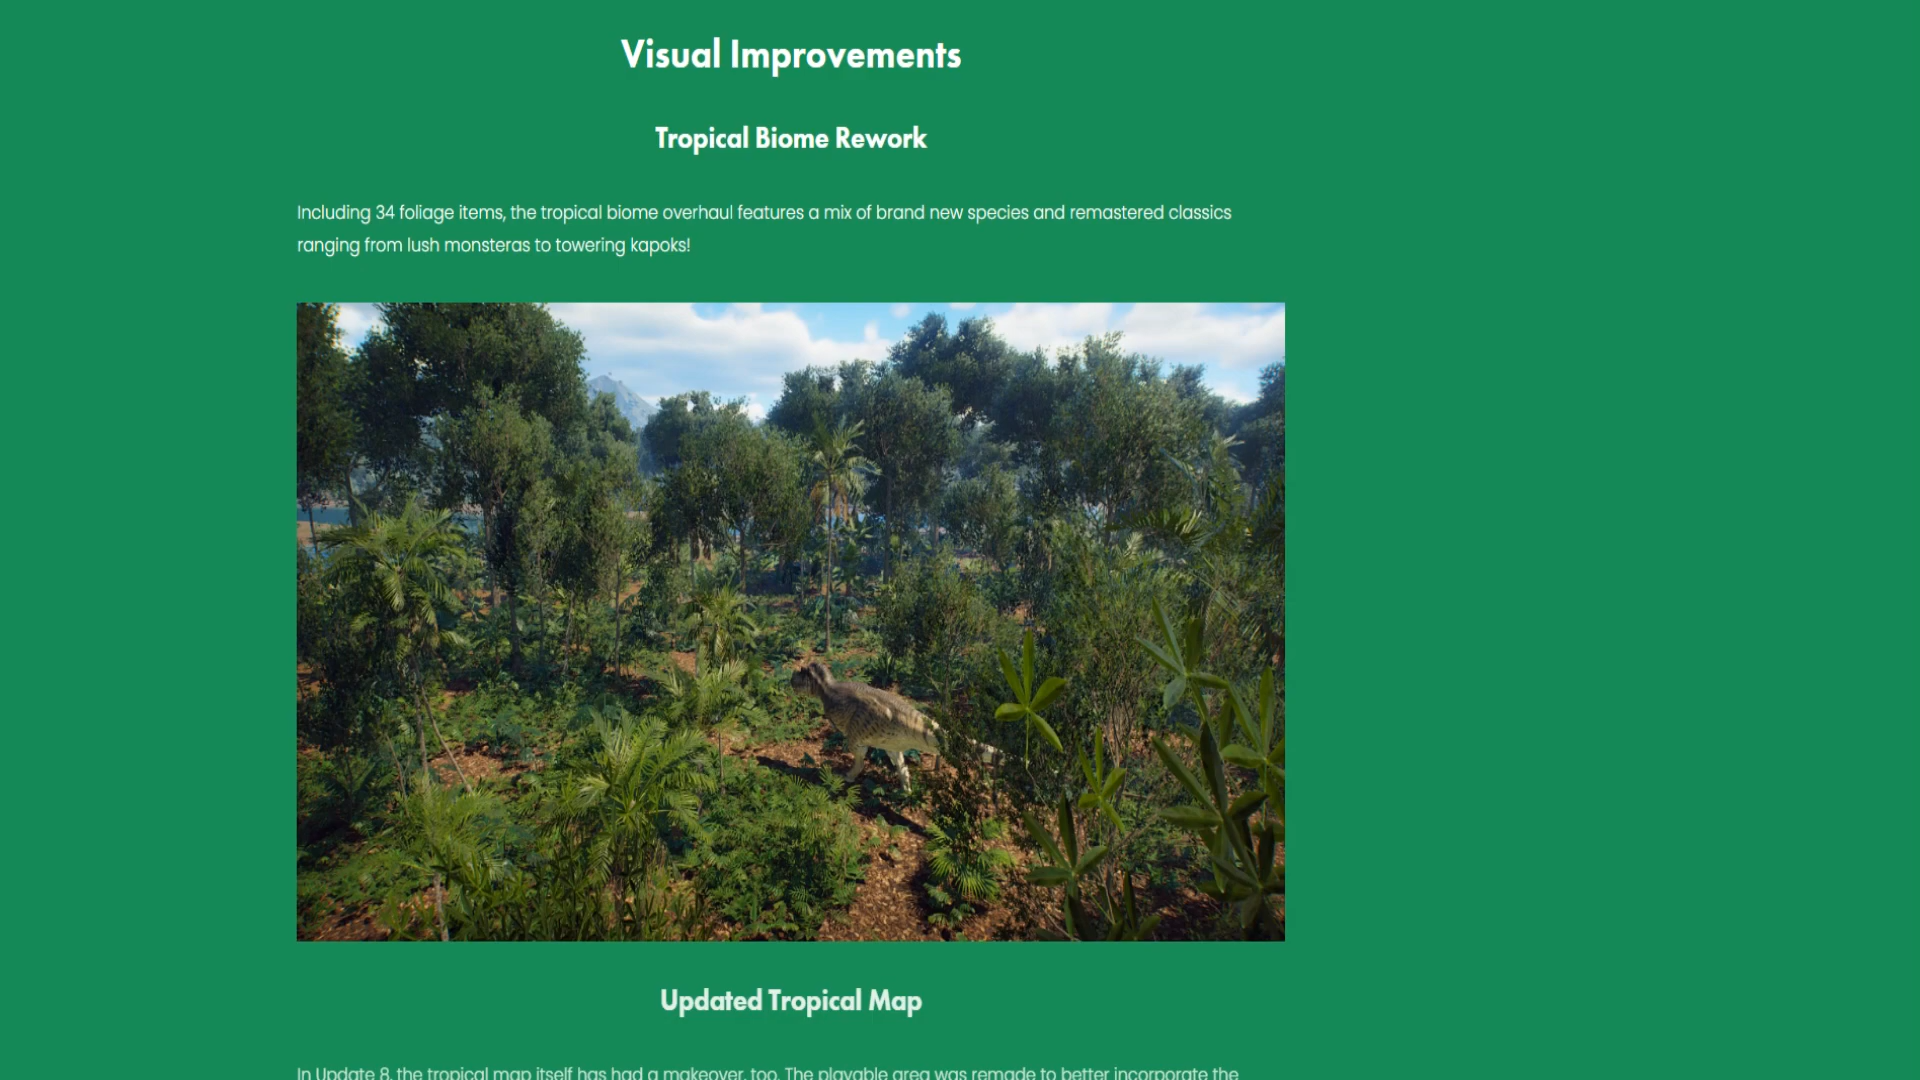 Visual Improvements
Tropical Biome Rework
Including 34 foliage items, the tropical biome overhaul features a mix of brand new species and remastered classics
ranging from lush monsteras to towering kapoks!
Updated Tropical Map
In Update 8, the tropical map itself has had a makeover, too. The playable area was remade to better incorporate the